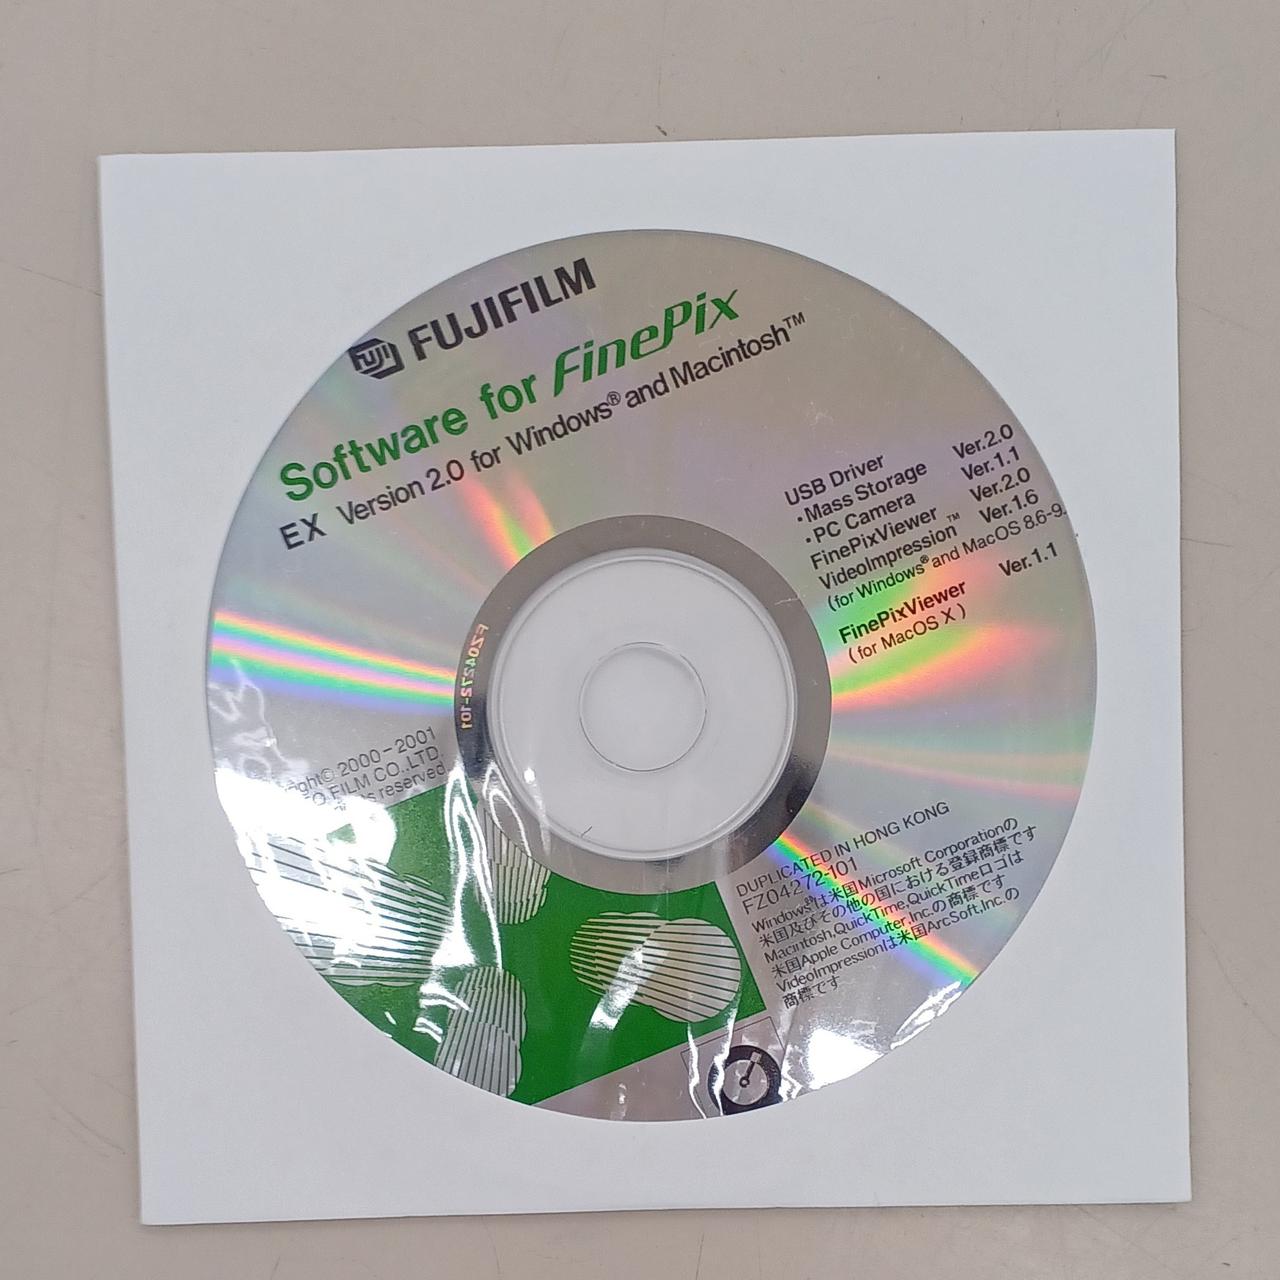 FUJI FUJIFILM
Software for FinePix
EX Version 2.0 for Windows® and Macintosh™
USB Driver
・Mass Storage Ver.2.0
・PC Camera Ver.1.1
FinePixViewer Ver.2.0
VideoImpression™ Ver.1.6
(for Windows® and MacOS 8.6-9.
FinePixViewer Ver.1.1
(for MacOS X)
FZ04272-101
© 2000-2001
FILM CO.,LTD.
reserved.
DUPLICATED IN HONG KONG
FZ04272-101
Windows®は米国Microsoft Corporationの
米国及びその他の国における登録商標です
Macintosh,QuickTime,QuickTimeロゴは
米国Apple Computer,Inc.の商標です
VideoImpressionは米国ArcSoft,Inc.の
商標です